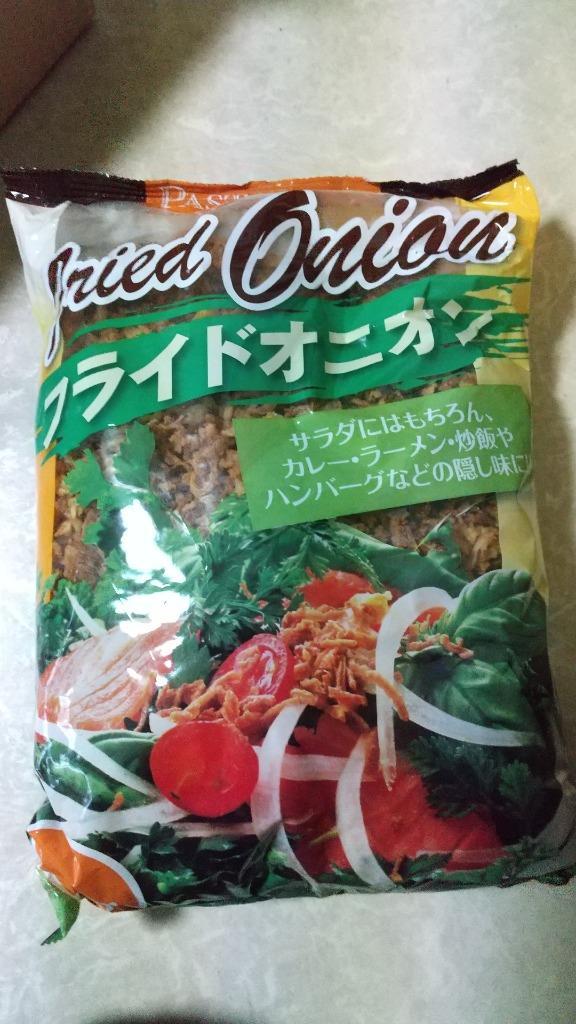 Fried Onion
フライドオニオン
サラダにはもちろん、
カレー・ラーメン・炒飯や
ハンバーグなどの隠し味に